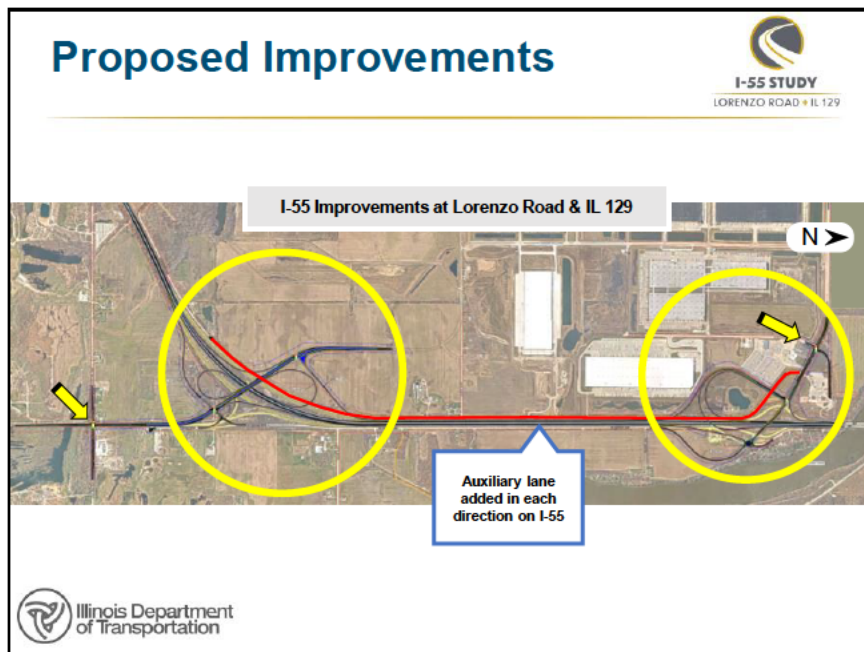 Proposed Improvements
I-55 STUDY
LORENZO ROAD ♦ IL 129
I-55 Improvements at Lorenzo Road & IL 129
N
Auxiliary lane
added in each
direction on I-55
Illinois Department
of Transportation